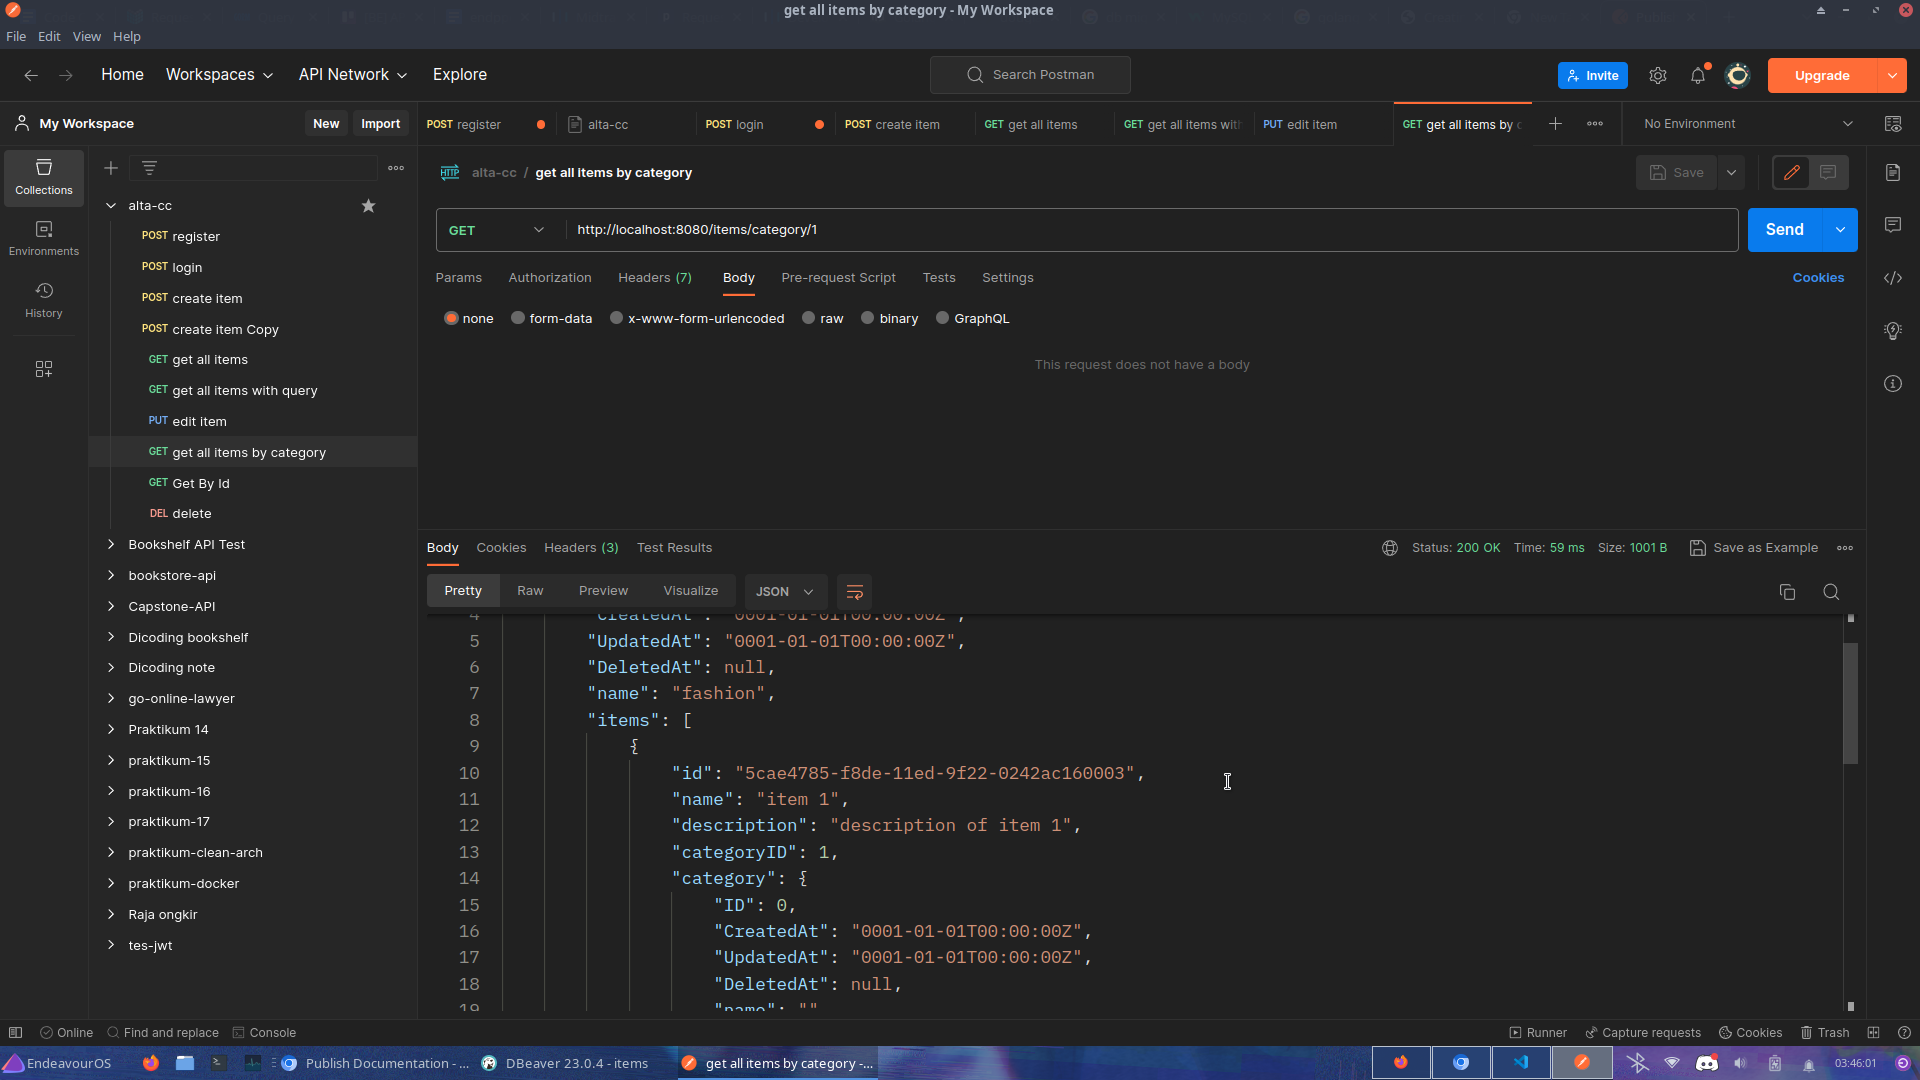 get all items by category - My Workspace
File Edit View Help
Home Workspaces API Network Explore
Search Postman
Invite
Upgrade
My Workspace
New Import
POST register
alta-cc
POST login
POST create item
GET get all items
GET get all items wit
PUT edit item
GET get all items by c
No Environment
Collections
Environments
History
alta-cc
POST register
POST login
POST create item
POST create item Copy
GET get all items
GET get all items with query
PUT edit item
GET get all items by category
GET Get By Id
DEL delete
Bookshelf API Test
bookstore-api
Capstone-API
Dicoding bookshelf
Dicoding note
go-online-lawyer
Praktikum 14
praktikum-15
praktikum-16
praktikum-17
praktikum-clean-arch
praktikum-docker
Raja ongkir
tes-jwt
HTTP alta-cc / get all items by category
Save
GET http://localhost:8080/items/category/1
Send
Params Authorization Headers (7) Body Pre-request Script Tests Settings
Cookies
none form-data x-www-form-urlencoded raw binary GraphQL
This request does not have a body
Body Cookies Headers (3) Test Results
Status: 200 OK Time: 59 ms Size: 1001 B Save as Example
Pretty Raw Preview Visualize JSON
4 "CreatedAt": "0001-01-01T00:00:00Z",
5 "UpdatedAt": "0001-01-01T00:00:00Z",
6 "DeletedAt": null,
7 "name": "fashion",
8 "items": [
9 {
10 "id": "5cae4785-f8de-11ed-9f22-0242ac160003",
11 "name": "item 1",
12 "description": "description of item 1",
13 "categoryID": 1,
14 "category": {
15 "ID": 0,
16 "CreatedAt": "0001-01-01T00:00:00Z",
17 "UpdatedAt": "0001-01-01T00:00:00Z",
18 "DeletedAt": null,
19 "name": ""
Online Find and replace Console
Runner Capture requests Cookies Trash
EndeavourOS
Publish Documentation - ...
DBeaver 23.0.4 - items
get all items by category -...
03:46:01